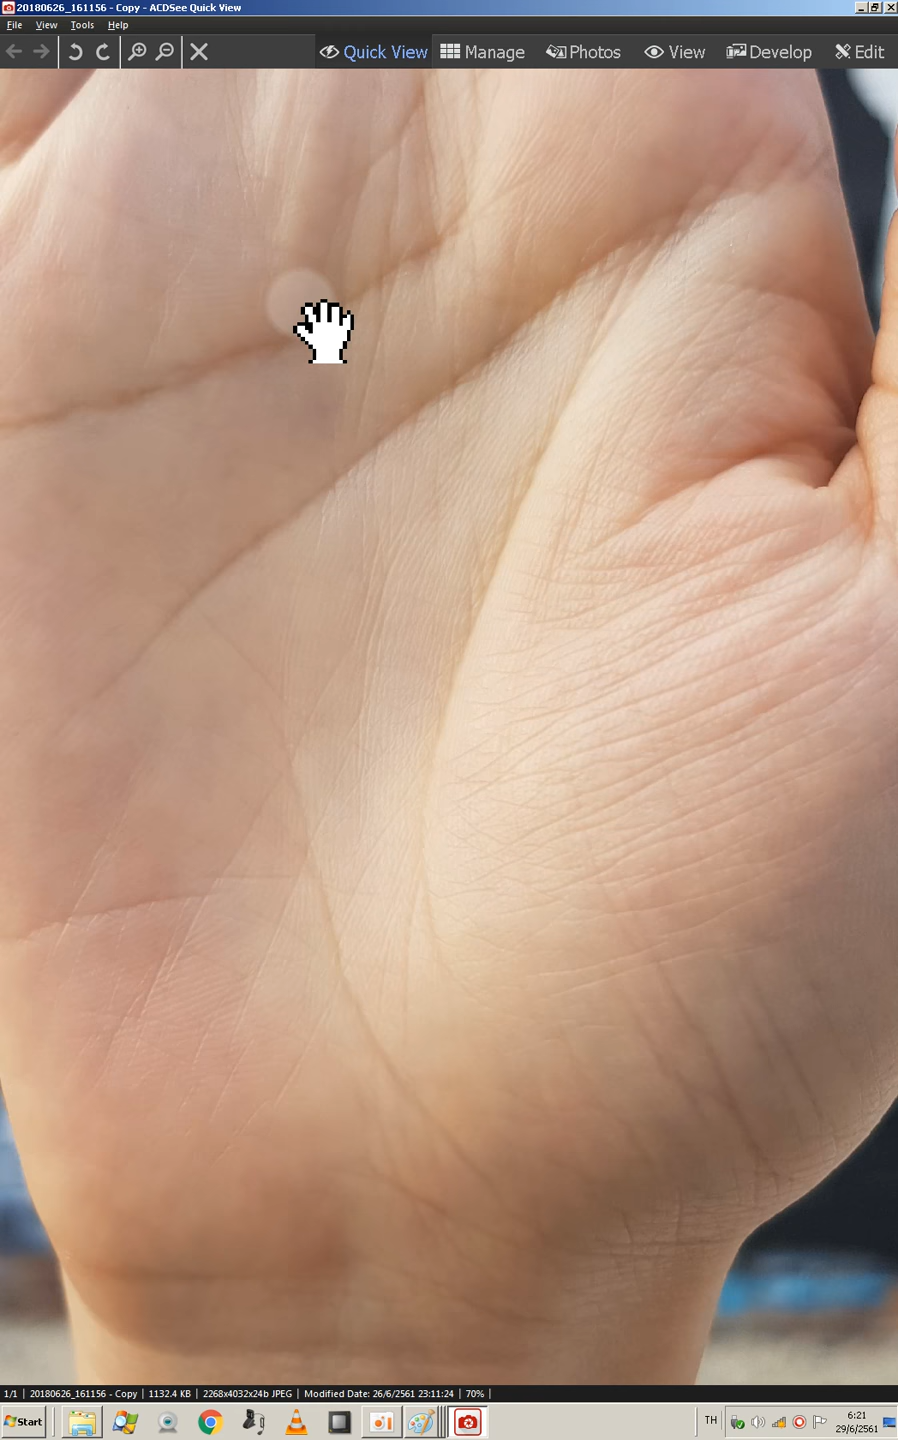 20180626_161156 - Copy - ACDSee Quick View
File View Tools Help
Quick View Manage Photos View Develop Edit
1/1 | 20180626_161156 - Copy | 1132.4 KB | 2268x4032x24b JPEG | Modified Date: 26/6/2561 23:11:24 | 70% |
Start TH 6:21
29/6/2561